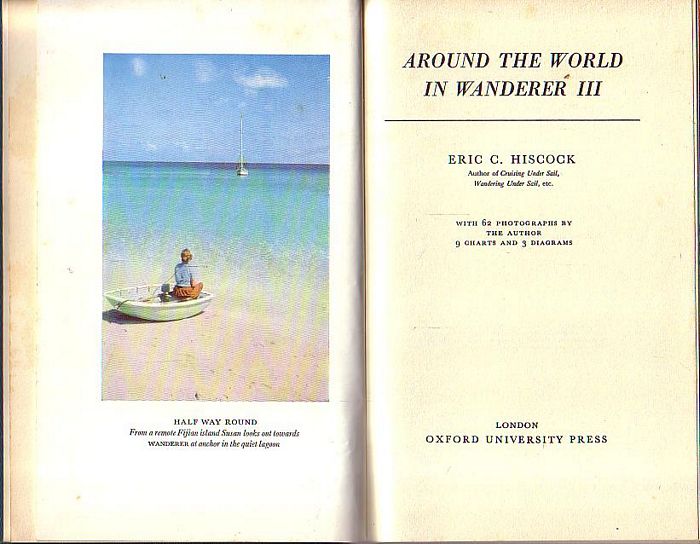 HALF WAY ROUND
From a remote Fijian island Susan looks out towards
WANDERER at anchor in the quiet lagoon
AROUND THE WORLD
IN WANDERER III
ERIC C. HISCOCK
Author of Cruising Under Sail,
Wandering Under Sail, etc.
WITH 62 PHOTOGRAPHS BY
THE AUTHOR
9 CHARTS AND 3 DIAGRAMS
LONDON
OXFORD UNIVERSITY PRESS